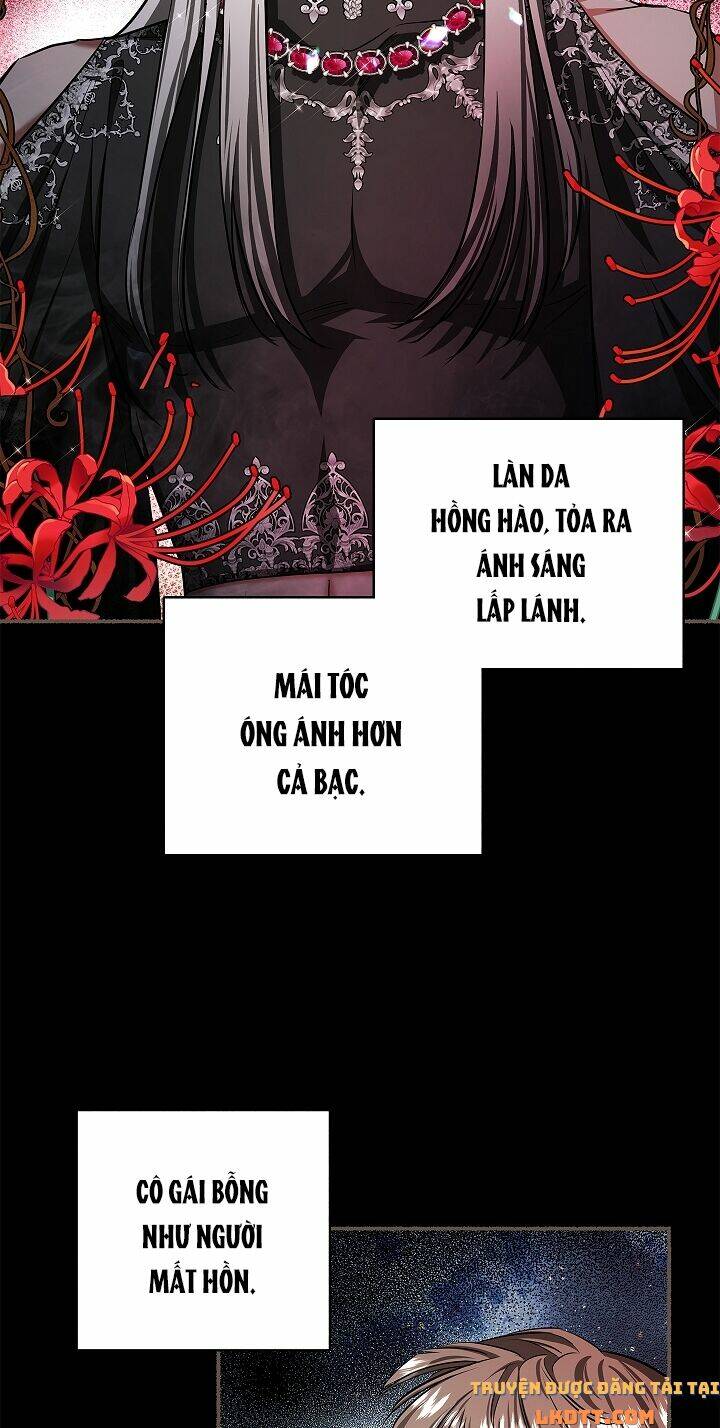 LÀN DA
HỒNG HÀO, TỎA RA
ÁNH SÁNG
LẤP LÁNH.
MÁI TÓC
ÓNG ÁNH HƠN
CẢ BẠC.
CÔ GÁI BỖNG
NHƯ NGƯỜI
MẤT HỒN.
TRUYỆN ĐƯỢC ĐĂNG TẢI TẠI
LKDTT.COM